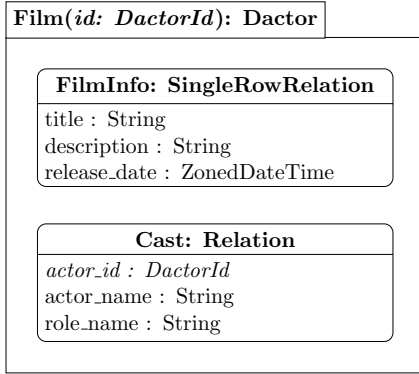 Film(id: DactorId): Dactor
FilmInfo: SingleRowRelation
title : String
description : String
release_date : ZonedDateTime
Cast: Relation
actor_id : DactorId
actor_name : String
role_name : String